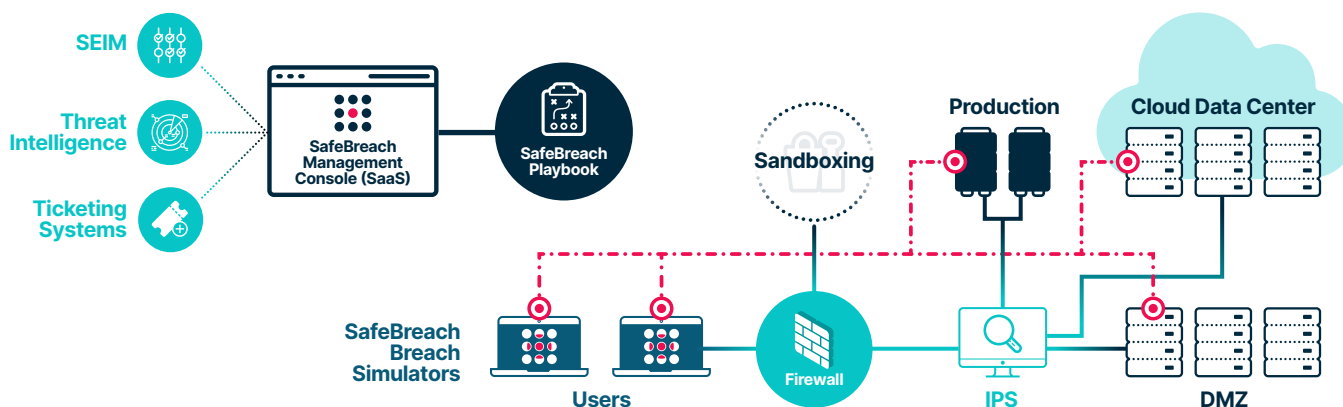 SEIM
Threat
Intelligence
Ticketing
Systems
SafeBreach
Management
Console (SaaS)
SafeBreach
Playbook
Sandboxing
Production
Cloud Data Center
SafeBreach
Breach
Simulators
Users
Firewall
IPS
DMZ